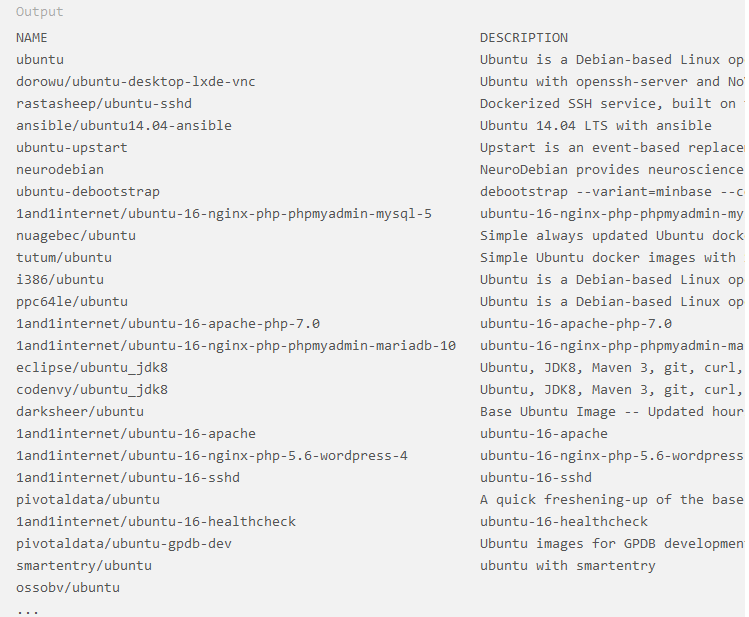 Output
NAME DESCRIPTION
ubuntu Ubuntu is a Debian-based Linux op
dorowu/ubuntu-desktop-lxde-vnc Ubuntu with openssh-server and No
rastasheep/ubuntu-sshd Dockerized SSH service, built on
ansible/ubuntu14.04-ansible Ubuntu 14.04 LTS with ansible
ubuntu-upstart Upstart is an event-based replace
neurodebian NeuroDebian provides neuroscience
ubuntu-debootstrap debootstrap --variant=minbase --c
1and1internet/ubuntu-16-nginx-php-phpmyadmin-mysql-5 ubuntu-16-nginx-php-phpmyadmin-my
nuagebec/ubuntu Simple always updated Ubuntu dock
tutum/ubuntu Simple Ubuntu docker images with
i386/ubuntu Ubuntu is a Debian-based Linux op
ppc64le/ubuntu Ubuntu is a Debian-based Linux op
1and1internet/ubuntu-16-apache-php-7.0 ubuntu-16-apache-php-7.0
1and1internet/ubuntu-16-nginx-php-phpmyadmin-mariadb-10 ubuntu-16-nginx-php-phpmyadmin-ma
eclipse/ubuntu_jdk8 Ubuntu, JDK8, Maven 3, git, curl,
codenvy/ubuntu_jdk8 Ubuntu, JDK8, Maven 3, git, curl,
darksheer/ubuntu Base Ubuntu Image -- Updated hour
1and1internet/ubuntu-16-apache ubuntu-16-apache
1and1internet/ubuntu-16-nginx-php-5.6-wordpress-4 ubuntu-16-nginx-php-5.6-wordpress
1and1internet/ubuntu-16-sshd ubuntu-16-sshd
pivotaldata/ubuntu A quick freshening-up of the base
1and1internet/ubuntu-16-healthcheck ubuntu-16-healthcheck
pivotaldata/ubuntu-gpdb-dev Ubuntu images for GPDB developmen
smartentry/ubuntu ubuntu with smartentry
ossobv/ubuntu
...